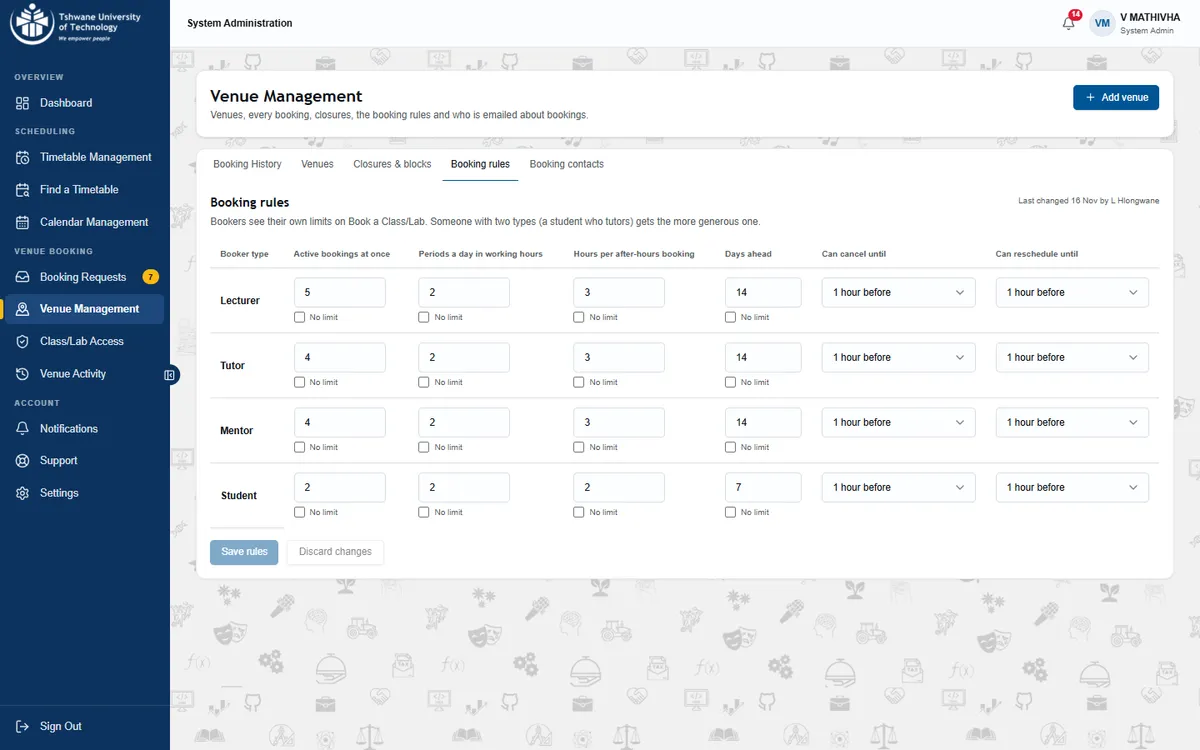 Tshwane University
of Technology
We empower people
System Administration
14
VM
V MATHIVHA
System Admin
OVERVIEW
Dashboard
SCHEDULING
Timetable Management
Find a Timetable
Calendar Management
VENUE BOOKING
Booking Requests 7
Venue Management
Class/Lab Access
Venue Activity
ACCOUNT
Notifications
Support
Settings
Sign Out
Venue Management
Venues, every booking, closures, the booking rules and who is emailed about bookings.
+ Add venue
Booking History Venues Closures & blocks Booking rules Booking contacts
Booking rules
Last changed 16 Nov by L Hlongwane
Bookers see their own limits on Book a Class/Lab. Someone with two types (a student who tutors) gets the more generous one.
Booker type Active bookings at once Periods a day in working hours Hours per after-hours booking Days ahead Can cancel until Can reschedule until
Lecturer 5 2 3 14 1 hour before 1 hour before
No limit No limit No limit No limit
Tutor 4 2 3 14 1 hour before 1 hour before
No limit No limit No limit No limit
Mentor 4 2 3 14 1 hour before 1 hour before
No limit No limit No limit No limit
Student 2 2 2 7 1 hour before 1 hour before
No limit No limit No limit No limit
Save rules Discard changes